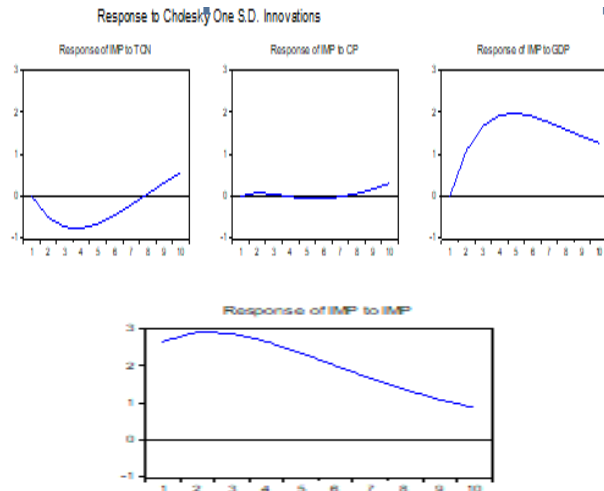 Response to Cholesky One S.D. Innovations
Response of IMP to TCN
Response of IMP to CP
Response of IMP to GDP
3
2
1
0
-1
1 2 3 4 5 6 7 8 9 10
3
2
1
0
-1
1 2 3 4 5 6 7 8 9 10
3
2
1
0
-1
1 2 3 4 5 6 7 8 9 10
Response of IMP to IMP
3
2
1
0
-1
1 2 3 4 5 6 7 8 9 10